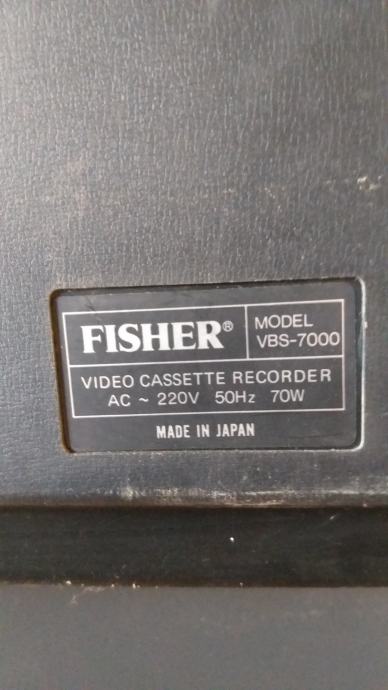 FISHER®
MODEL
VBS-7000
VIDEO CASSETTE RECORDER
AC ~ 220V 50Hz 70W
MADE IN JAPAN